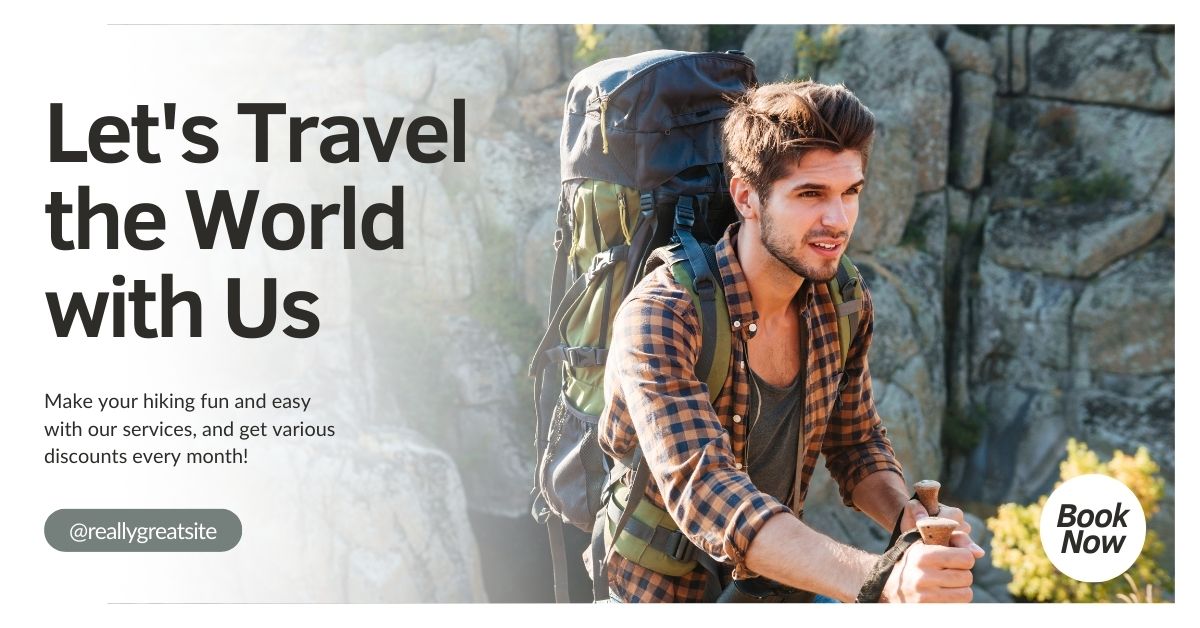 Let's Travel
the World
with Us
Make your hiking fun and easy
with our services, and get various
discounts every month!
@reallygreatsite
Book
Now